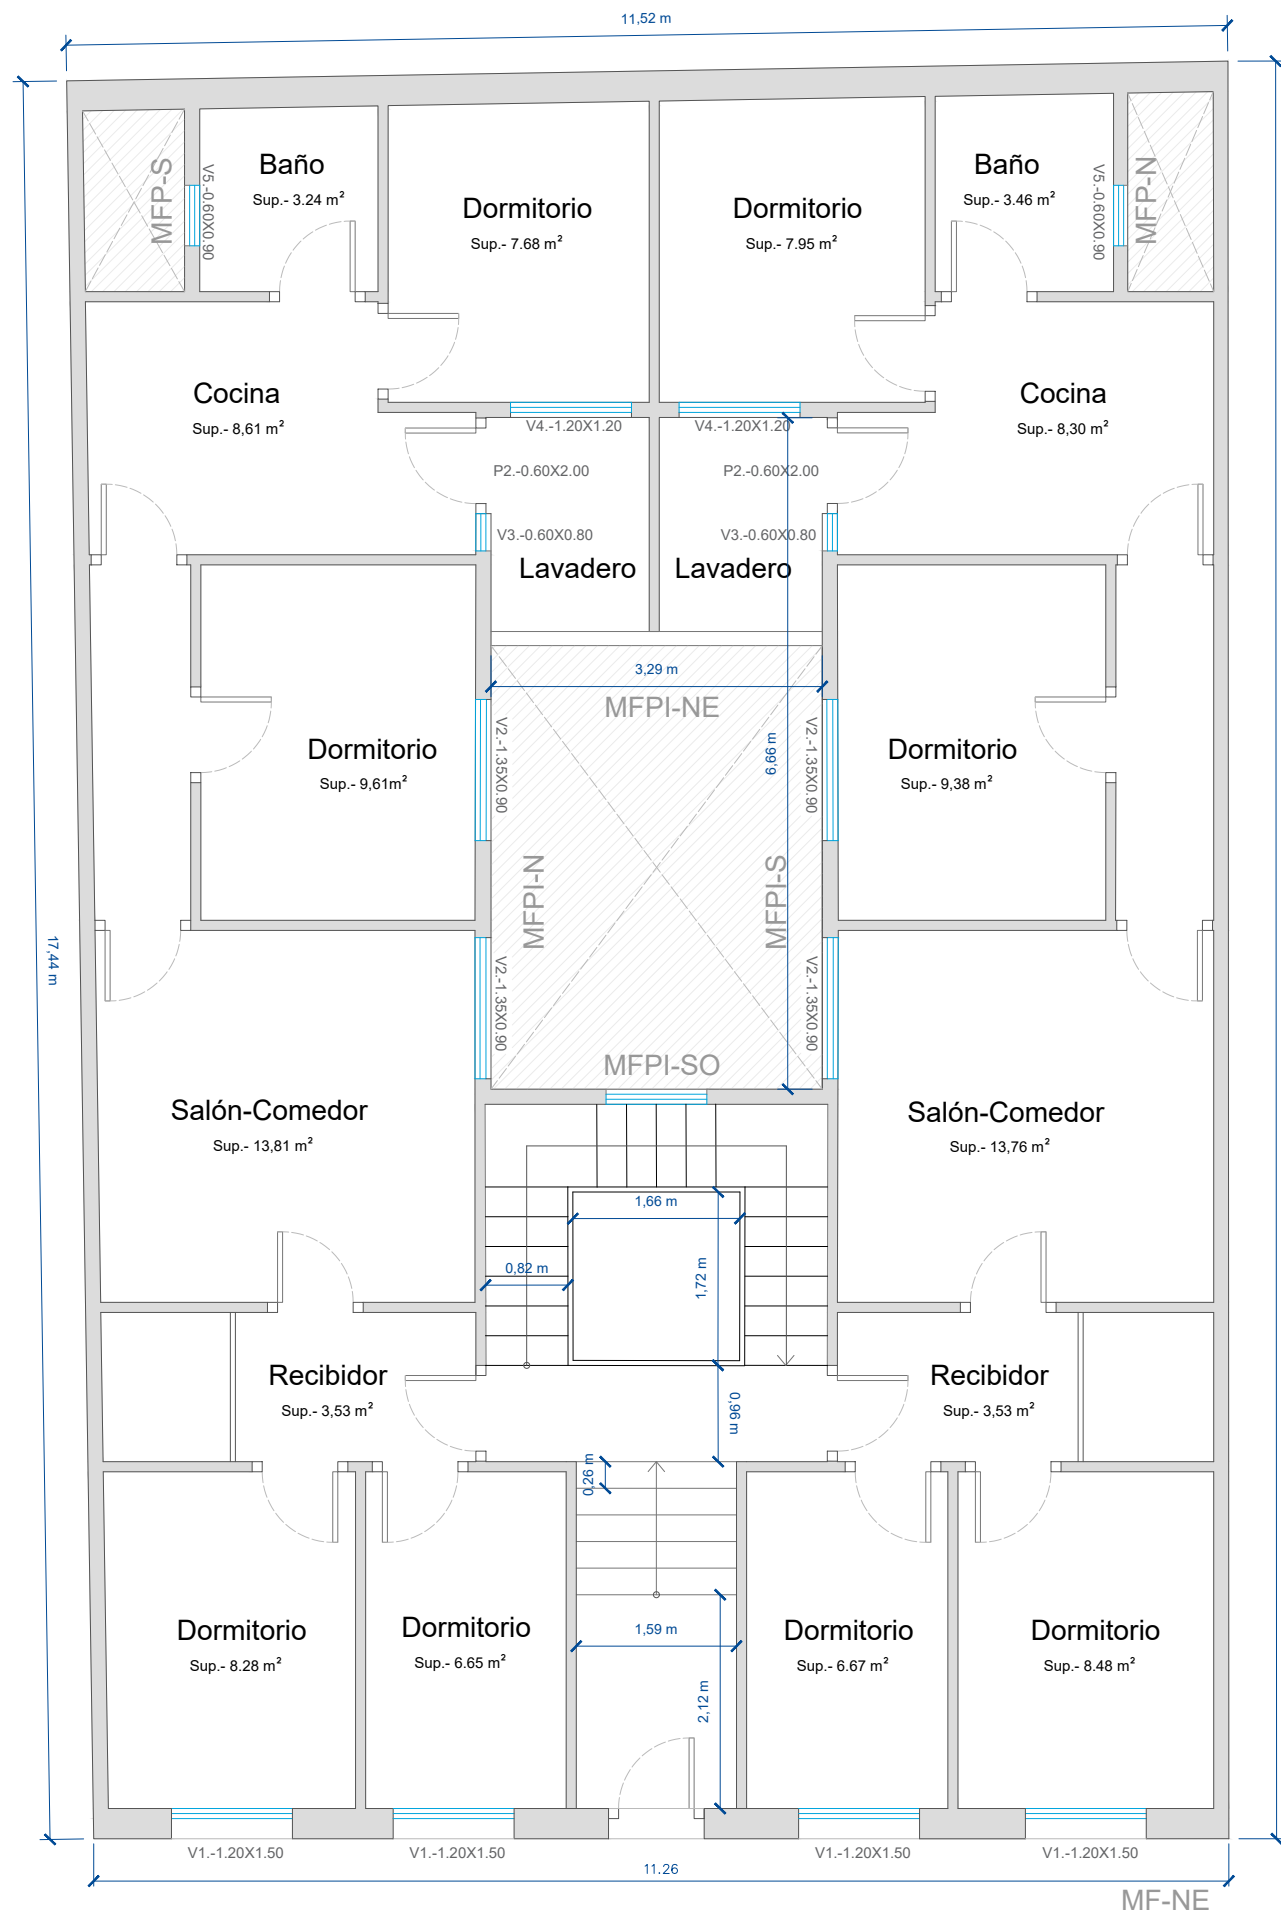 11,52 m
MFP-S
V5.-0.60X0.90
Baño
Sup.- 3.24 m²
Dormitorio
Sup.- 7.68 m²
Dormitorio
Sup.- 7.95 m²
Baño
Sup.- 3.46 m²
V5.-0.60X0.90
MFP-N
Cocina
Sup.- 8,61 m²
Cocina
Sup.- 8,30 m²
V4.-1.20X1.20
V4.-1.20X1.20
P2.-0.60X2.00
P2.-0.60X2.00
V3.-0.60X0.80
V3.-0.60X0.80
Lavadero
Lavadero
3,29 m
MFPI-NE
6,66 m
V2.-1.35X0.90
V2.-1.35X0.90
Dormitorio
Sup.- 9,61m²
Dormitorio
Sup.- 9,38 m²
MFPI-N
MFPI-S
17,44 m
V2.-1.35X0.90
V2.-1.35X0.90
MFPI-SO
Salón-Comedor
Sup.- 13,81 m²
Salón-Comedor
Sup.- 13,76 m²
1,66 m
0,82 m
1,72 m
Recibidor
Sup.- 3,53 m²
Recibidor
Sup.- 3,53 m²
0,96 m
0,26 m
Dormitorio
Sup.- 8.28 m²
Dormitorio
Sup.- 6.65 m²
1,59 m
2,12 m
Dormitorio
Sup.- 6.67 m²
Dormitorio
Sup.- 8.48 m²
V1.-1.20X1.50
V1.-1.20X1.50
V1.-1.20X1.50
V1.-1.20X1.50
11.26
MF-NE